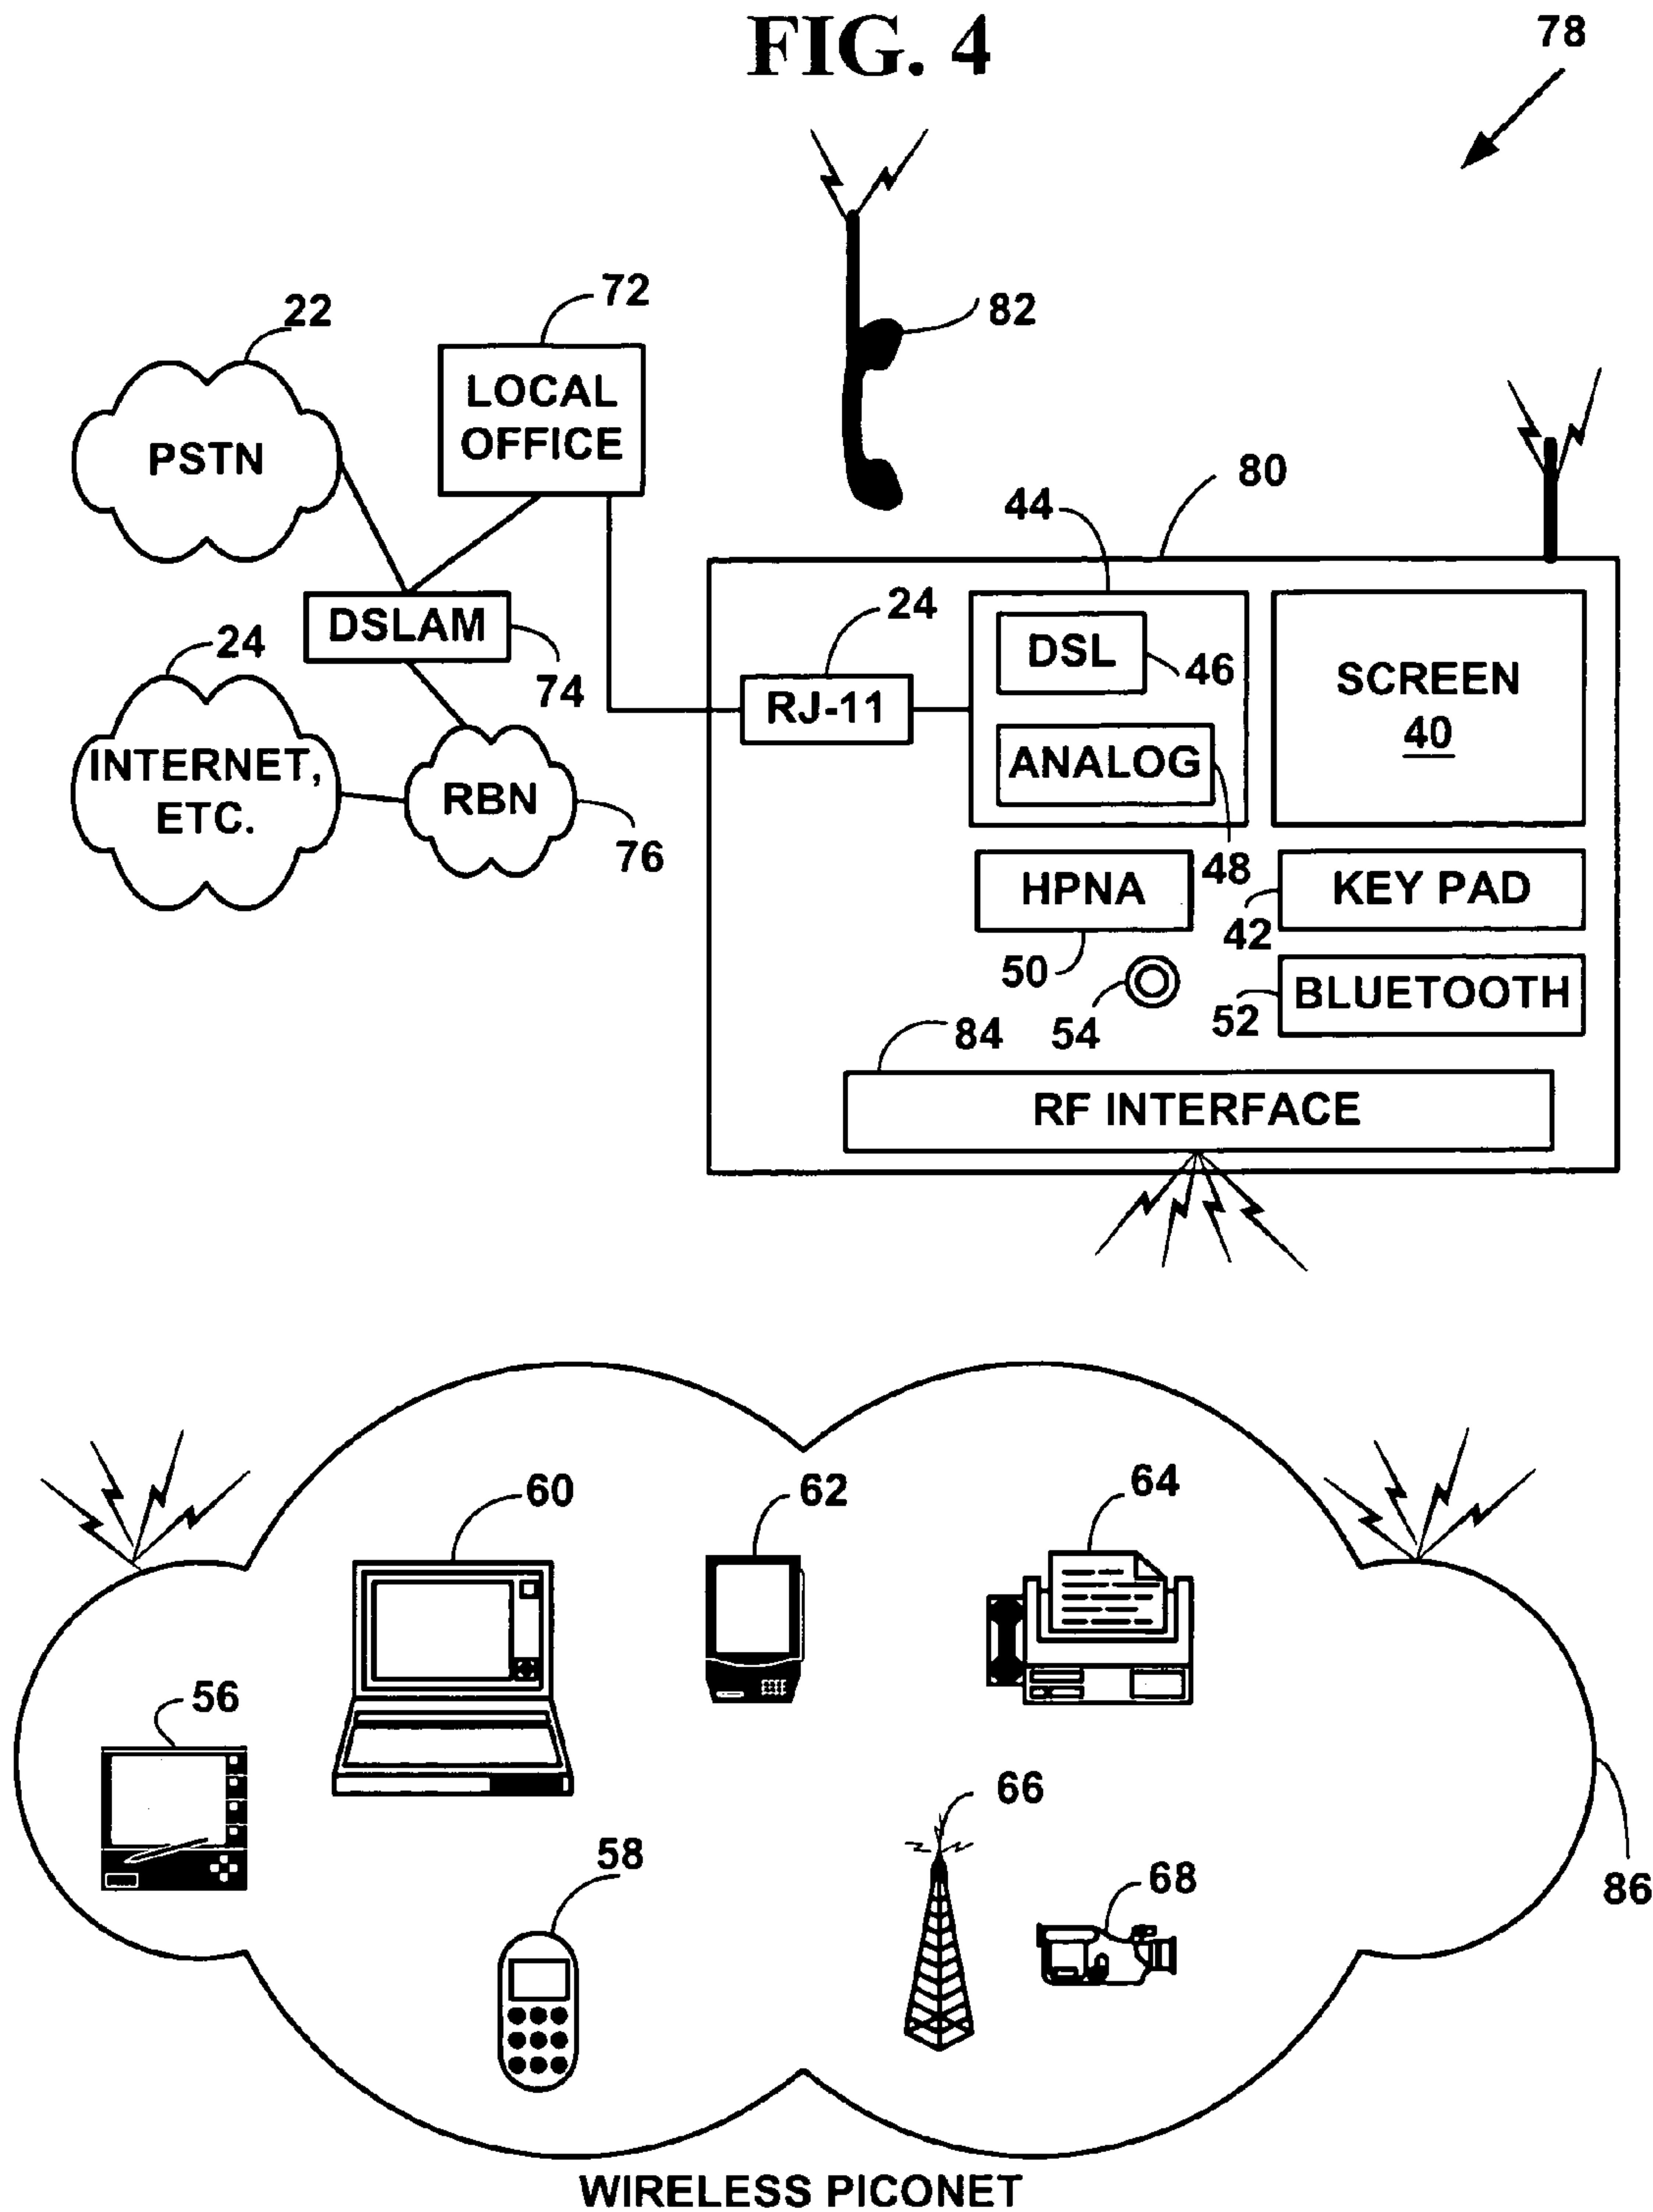 FIG. 4
78
72
22
82
LOCAL
OFFICE
PSTN
80
44
24
DSLAM
24
DSL
46
74
RJ-11
SCREEN
40
INTERNET,
ETC.
RBN
ANALOG
76
48
HPNA
KEY PAD
42
50
54
52
BLUETOOTH
84
RF INTERFACE
60
62
64
56
66
58
68
86
WIRELESS PICONET